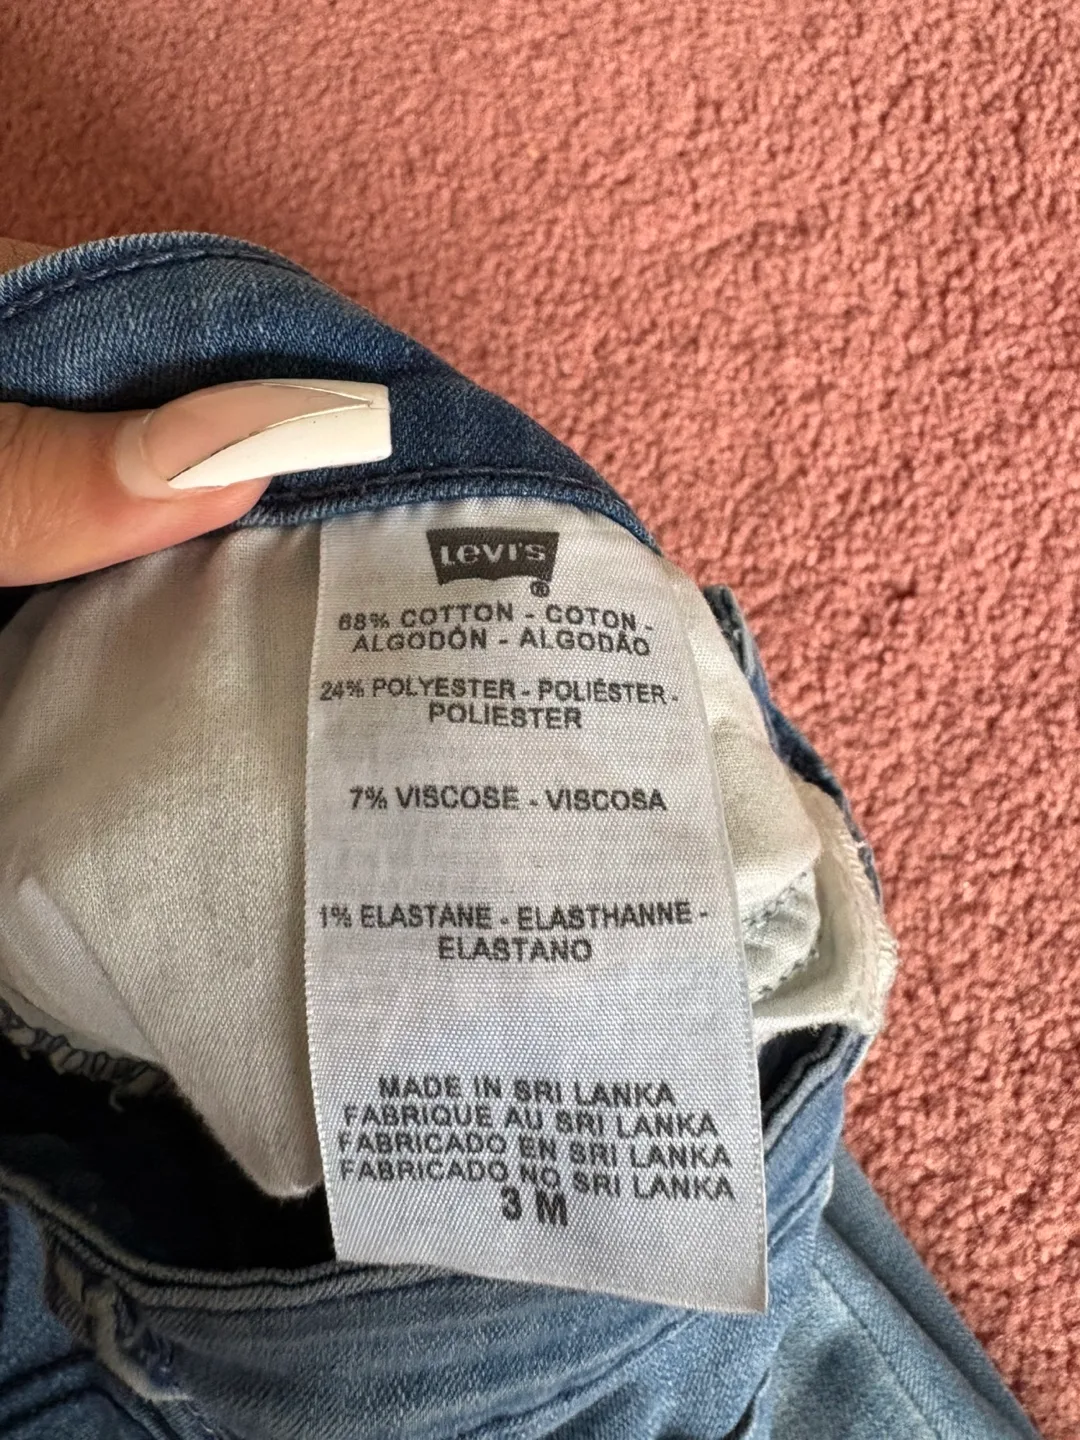 Levi's®
68% COTTON - COTON -
ALGODÓN - ALGODÃO
24% POLYESTER - POLIÉSTER -
POLIESTER
7% VISCOSE - VISCOSA
1% ELASTANE - ELASTHANNE -
ELASTANO
MADE IN SRI LANKA
FABRIQUE AU SRI LANKA
FABRICADO EN SRI LANKA
FABRICADO NO SRI LANKA
3 M